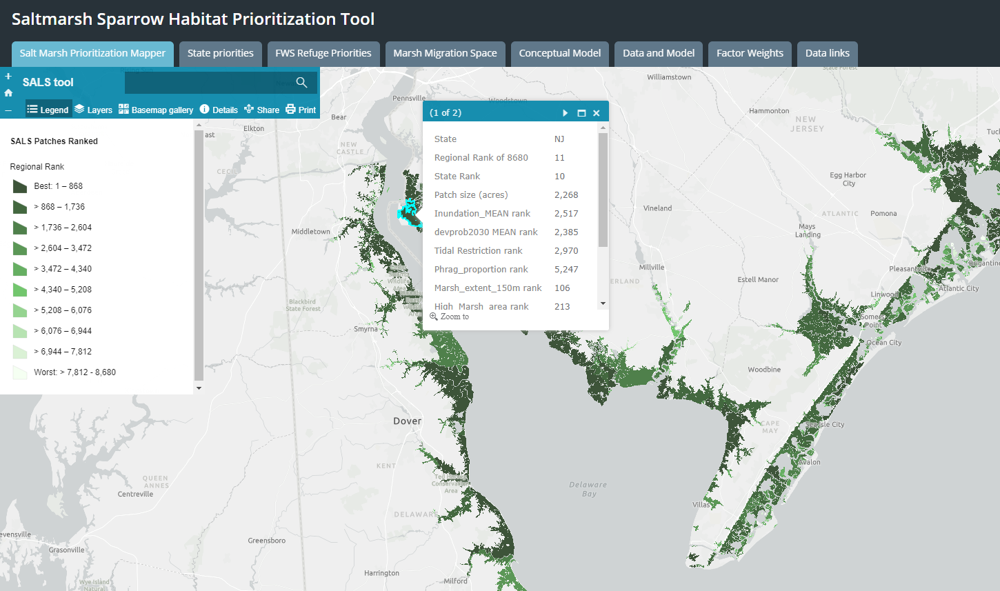 Saltmarsh Sparrow Habitat Prioritization Tool
Salt Marsh Prioritization Mapper
State priorities
FWS Refuge Priorities
Marsh Migration Space
Conceptual Model
Data and Model
Factor Weights
Data links
+
SALS tool
−
Legend
Layers
Basemap gallery
Details
Share
Print
SALS Patches Ranked
Regional Rank
Best: 1 – 868
> 868 – 1,736
> 1,736 – 2,604
> 2,604 – 3,472
> 3,472 – 4,340
> 4,340 – 5,208
> 5,208 – 6,076
> 6,076 – 6,944
> 6,944 – 7,812
Worst: > 7,812 - 8,680
(1 of 2)
State NJ
Regional Rank of 8680 11
State Rank 10
Patch size (acres) 2,268
Inundation_MEAN rank 2,517
devprob2030 MEAN rank 2,385
Tidal Restriction rank 2,970
Phrag_proportion rank 5,247
Marsh_extent_150m rank 106
High_Marsh_area rank 213
Zoom to
State Forest
Williamstown
Pennsville
Woodstown
Hammonton
Bear
Elkton
east
NEW
JERSEY
Tuc
NEW
CASTLE
CECIL
Egg Harbor
City
Vineland
ATLANTIC
Pomona
Middletown
Mays
Landing
Millville
Pleasantville
Brigantine
Estell Manor
ERLAND
Atlantic City
Linwood
Wildlife
Area
Blackbird
State Forest
Somers
Point
Smyrna
Ocean City
Woodbine
Dover
CAPE
MAY
Sea Isle City
Avalon
KENT
QUEEN
ANNES
Ted Harvey
Conservation
Area
Delaware
Bay
Centreville
Villas
DELAWARE
evensville
Greensboro
Grasonville
Harrington
Milford
Wye Island
Natural